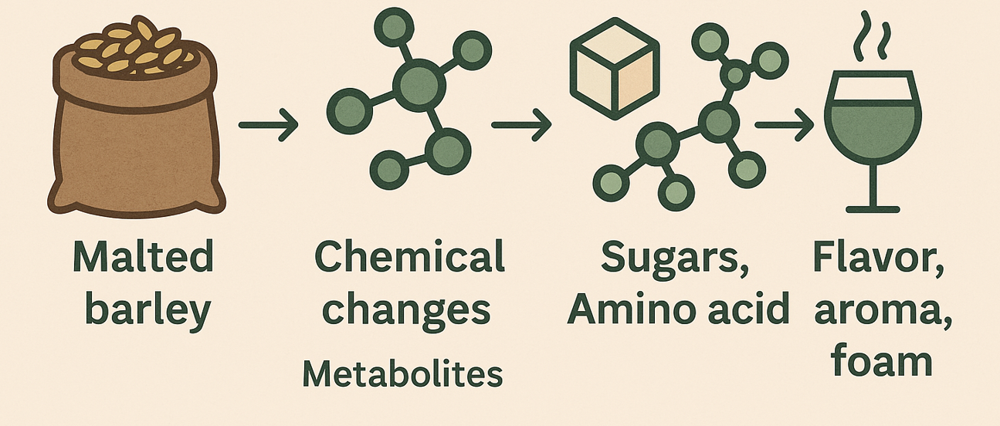 Malted
barley
Chemical
changes
Metabolites
Sugars,
Amino acid
Flavor,
aroma,
foam